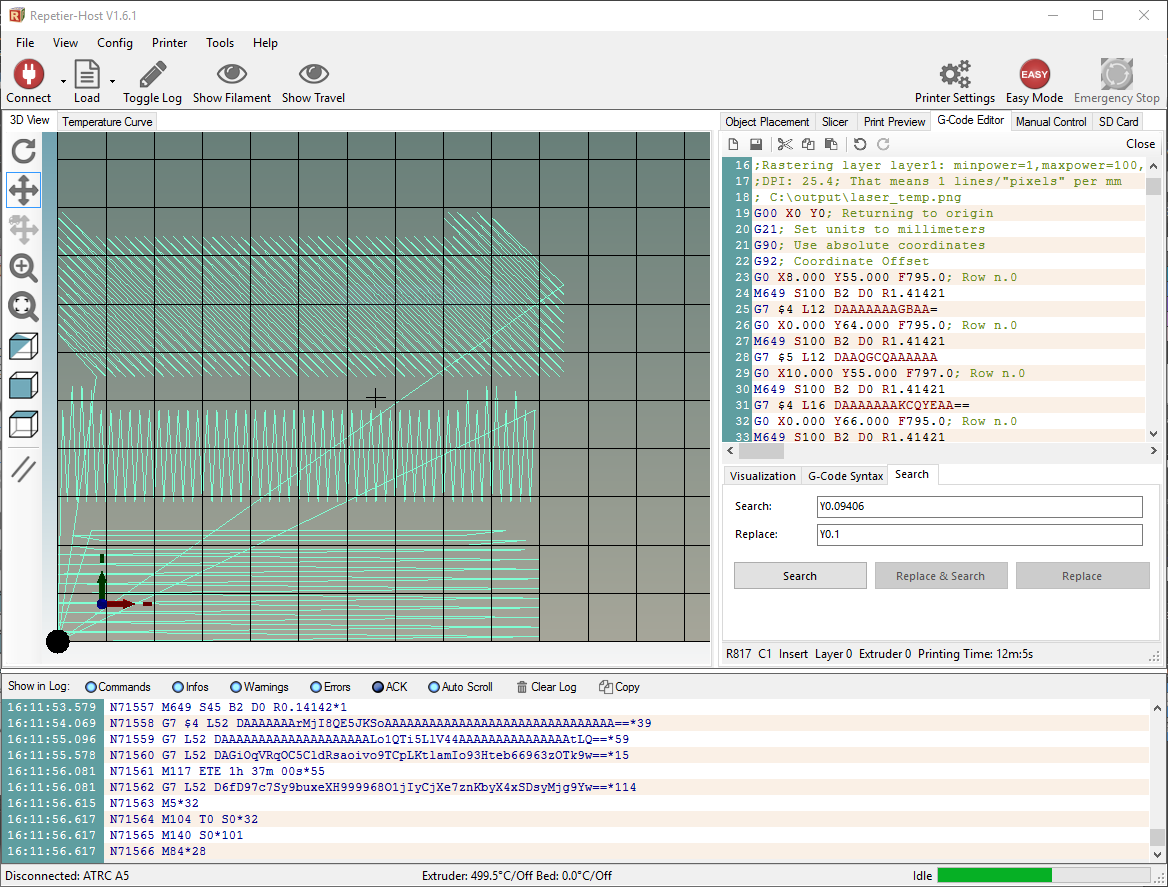 Repetier-Host V1.6.1
File View Config Printer Tools Help
Connect Load Toggle Log Show Filament Show Travel Printer Settings EASY Easy Mode Emergency Stop
3D View Temperature Curve
Object Placement Slicer Print Preview G-Code Editor Manual Control SD Card
Close
16 ;Rastering layer layer1: minpower=1,maxpower=100,
17 ;DPI: 25.4; That means 1 lines/"pixels" per mm
18 ; C:\output\laser_temp.png
19 G00 X0 Y0; Returning to origin
20 G21; Set units to millimeters
21 G90; Use absolute coordinates
22 G92; Coordinate Offset
23 G0 X8.000 Y55.000 F795.0; Row n.0
24 M649 S100 B2 D0 R1.41421
25 G7 $4 L12 DAAAAAAAGBAA=
26 G0 X0.000 Y64.000 F795.0; Row n.0
27 M649 S100 B2 D0 R1.41421
28 G7 $5 L12 DAAQGCQAAAAAA
29 G0 X10.000 Y55.000 F797.0; Row n.0
30 M649 S100 B2 D0 R1.41421
31 G7 $4 L16 DAAAAAAAKCQYEAA==
32 G0 X0.000 Y66.000 F795.0; Row n.0
33 M649 S100 B2 D0 R1.41421
Visualization G-Code Syntax Search
Search: Y0.09406
Replace: Y0.1
Search Replace & Search Replace
R817 C1 Insert Layer 0 Extruder 0 Printing Time: 12m:5s
Show in Log: Commands Infos Warnings Errors ACK Auto Scroll Clear Log Copy
16:11:53.579 N71557 M649 S45 B2 D0 R0.14142*1
16:11:54.069 N71558 G7 $4 L52 DAAAAAAArMjI8QE5JKSoAAAAAAAAAAAAAAAAAAAAAAAAAAAAAAA==*39
16:11:55.096 N71559 G7 L52 DAAAAAAAAAAAAAAAAAAAALo1QTi5LlV44AAAAAAAAAAAAAAAtLQ==*59
16:11:55.578 N71560 G7 L52 DAGiOqVRqOC5CldRsaoivo9TCpLKtlamIo93Hteb66963zOTk9w==*15
16:11:56.081 N71561 M117 ETE 1h 37m 00s*55
16:11:56.081 N71562 G7 L52 D6fD97c7Sy9buxeXH999968O1jIyCjXe7znKbyX4xSDsyMjg9Yw==*114
16:11:56.615 N71563 M5*32
16:11:56.617 N71564 M104 T0 S0*32
16:11:56.617 N71565 M140 S0*101
16:11:56.617 N71566 M84*28
Disconnected: ATRC A5 Extruder: 499.5°C/Off Bed: 0.0°C/Off Idle